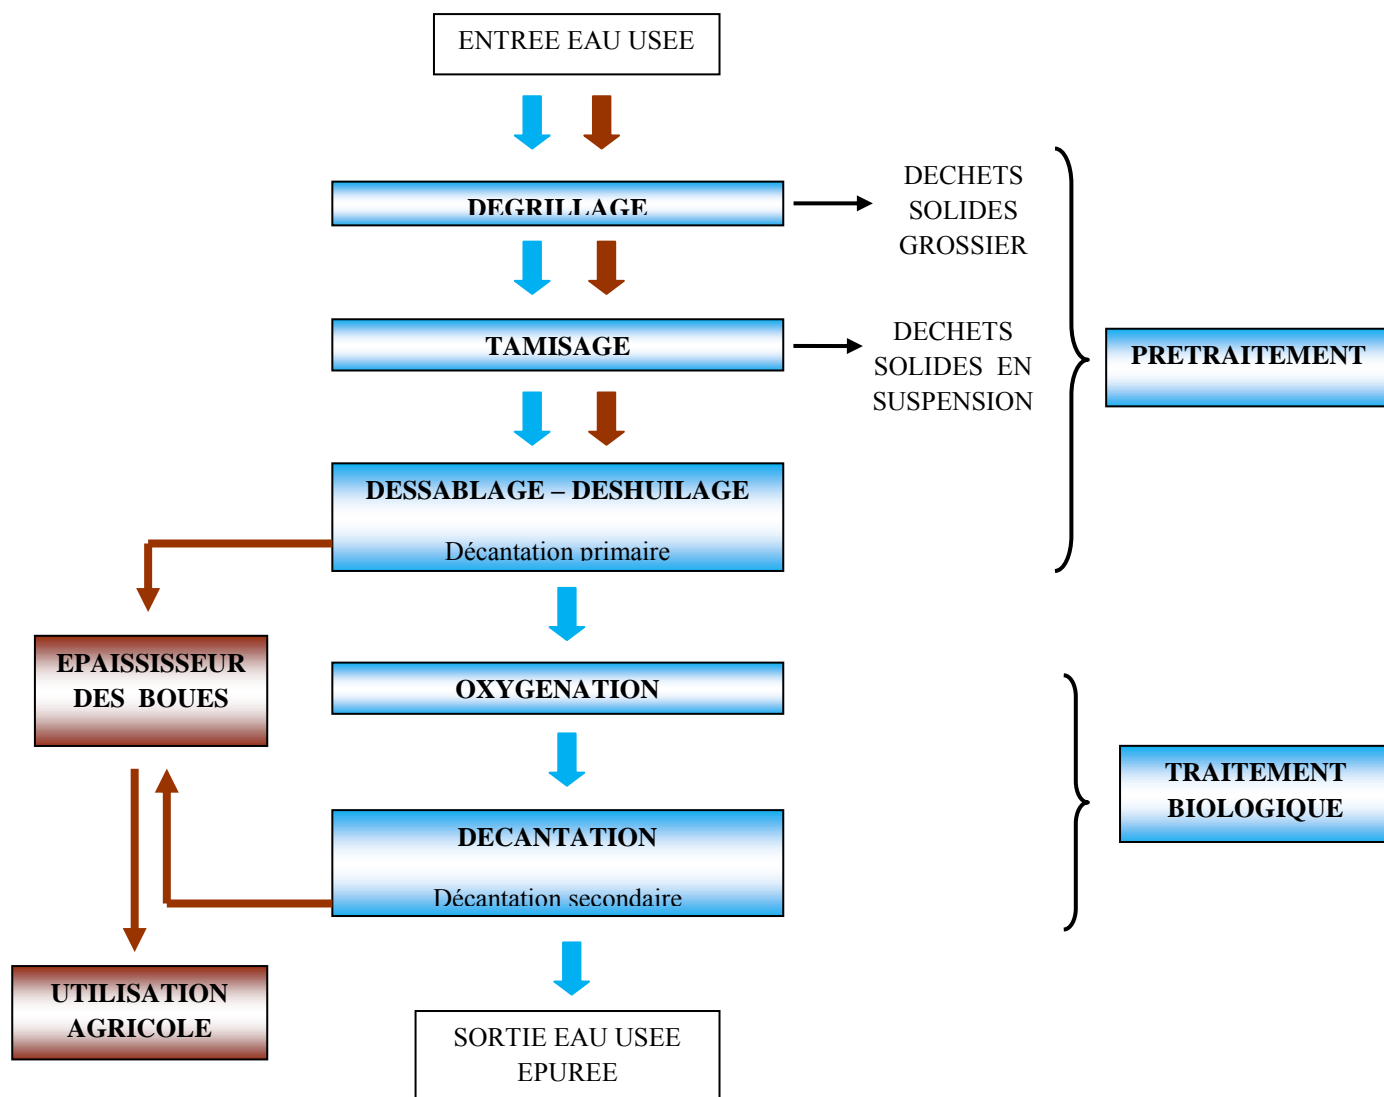 ENTREE EAU USEE
DEGRILLAGE
DECHETS
SOLIDES
GROSSIER
TAMISAGE
DECHETS
SOLIDES EN
SUSPENSION
PRETRAITEMENT
DESSABLAGE – DESHUILAGE
Décantation primaire
EPAISSISSEUR
DES BOUES
OXYGENATION
TRAITEMENT
BIOLOGIQUE
DECANTATION
Décantation secondaire
UTILISATION
AGRICOLE
SORTIE EAU USEE
EPUREE